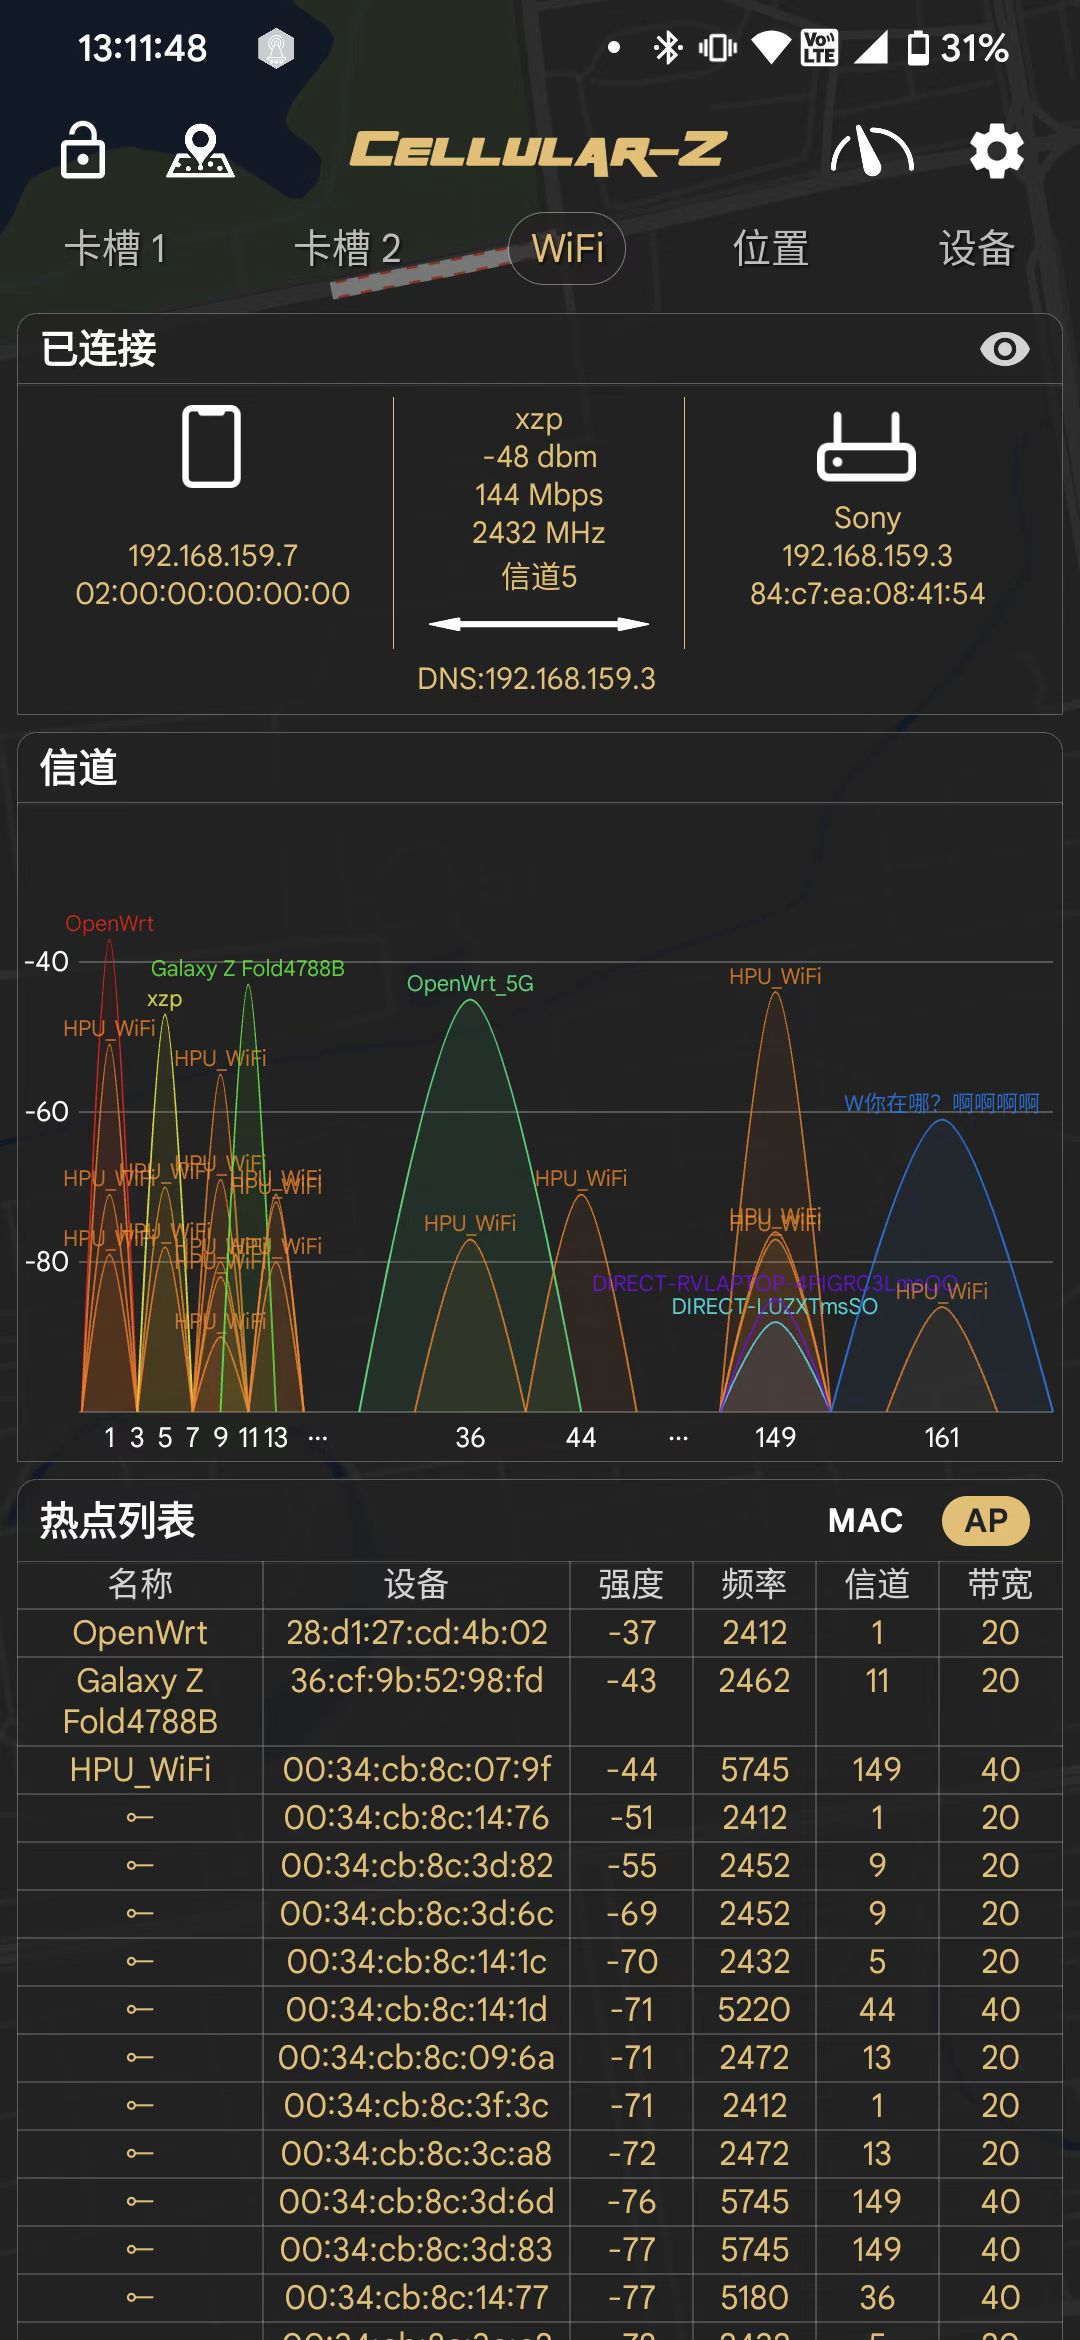 13:11:48
Vo LTE
31%
CELLULAR-Z
卡槽 1 卡槽 2 WiFi 位置 设备
已连接
xzp
-48 dbm
144 Mbps
2432 MHz
信道5
192.168.159.7
02:00:00:00:00:00
Sony
192.168.159.3
84:c7:ea:08:41:54
DNS:192.168.159.3
信道
OpenWrt
-40
Galaxy Z Fold4788B
HPU_WiFi
OpenWrt_5G
xzp
HPU_WiFi
HPU_WiFi
-60
W你在哪？啊啊啊啊
HPU_WiFi
HPU_WiFi
HPU_WiFi
HPU_WiFi
HPU_WiFi
HPU_WiFi
HPU_WiFi
HPU_WiFi
HPU_WiFi
HPU_WiFi
-80
DIRECT-LUZXTmsSO
HPU_WiFi
HPU_WiFi
1 3 5 7 9 11 13 ... 36 44 ... 149 161
热点列表 MAC AP
名称 设备 强度 频率 信道 带宽
OpenWrt 28:d1:27:cd:4b:02 -37 2412 1 20
Galaxy Z Fold4788B 36:cf:9b:52:98:fd -43 2462 11 20
HPU_WiFi 00:34:cb:8c:07:9f -44 5745 149 40
00:34:cb:8c:14:76 -51 2412 1 20
00:34:cb:8c:3d:82 -55 2452 9 20
00:34:cb:8c:3d:6c -69 2452 9 20
00:34:cb:8c:14:1c -70 2432 5 20
00:34:cb:8c:14:1d -71 5220 44 40
00:34:cb:8c:09:6a -71 2472 13 20
00:34:cb:8c:3f:3c -71 2412 1 20
00:34:cb:8c:3c:a8 -72 2472 13 20
00:34:cb:8c:3d:6d -76 5745 149 40
00:34:cb:8c:3d:83 -77 5745 149 40
00:34:cb:8c:14:77 -77 5180 36 40